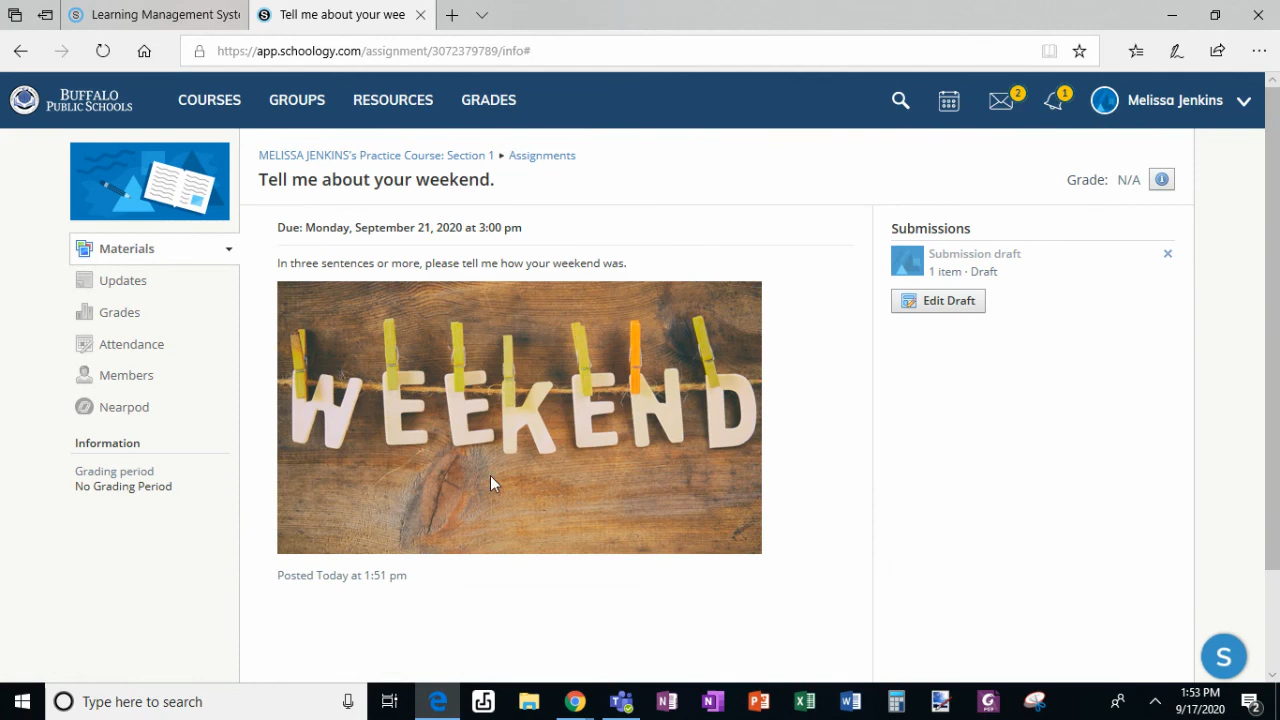 Learning Management Syst
Tell me about your wee
https://app.schoology.com/assignment/3072379789/info#
BUFFALO
PUBLIC SCHOOLS
COURSES
GROUPS
RESOURCES
GRADES
2
1
Melissa Jenkins
MELISSA JENKINS's Practice Course: Section 1 ▸ Assignments
Tell me about your weekend.
Grade: N/A
Materials
Updates
Grades
Attendance
Members
Nearpod
Information
Grading period
No Grading Period
Due: Monday, September 21, 2020 at 3:00 pm
In three sentences or more, please tell me how your weekend was.
WEEKEND
Posted Today at 1:51 pm
Submissions
Submission draft
1 item · Draft
Edit Draft
S
Type here to search
1:53 PM
9/17/2020
2